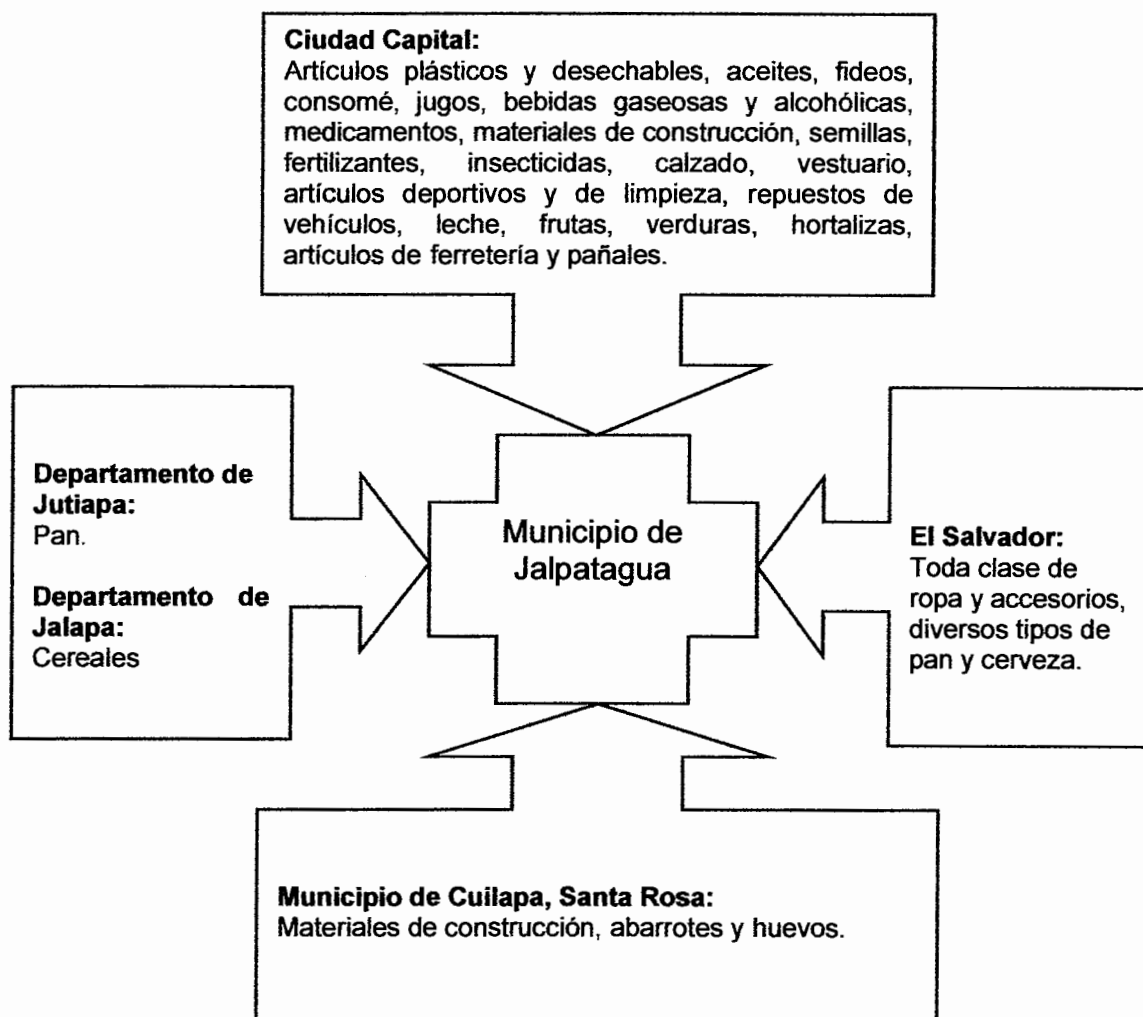 Ciudad Capital:
Artículos plásticos y desechables, aceites, fideos,
consomé, jugos, bebidas gaseosas y alcohólicas,
medicamentos, materiales de construcción, semillas,
fertilizantes, insecticidas, calzado, vestuario,
artículos deportivos y de limpieza, repuestos de
vehículos, leche, frutas, verduras, hortalizas,
artículos de ferretería y pañales.
Departamento de
Jutiapa:
Pan.
Departamento de
Jalapa:
Cereales
Municipio de
Jalpatagua
El Salvador:
Toda clase de
ropa y accesorios,
diversos tipos de
pan y cerveza.
Municipio de Cuilapa, Santa Rosa:
Materiales de construcción, abarrotes y huevos.